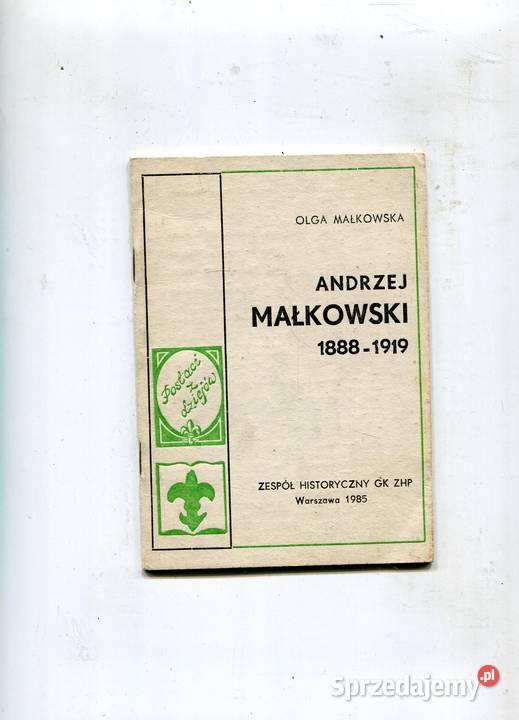 OLGA MAŁKOWSKA
ANDRZEJ
MAŁKOWSKI
1888-1919
Postaci
z
dziejów
ZESPÓŁ HISTORYCZNY GK ZHP
Warszawa 1985
Sprzedajemy.pl